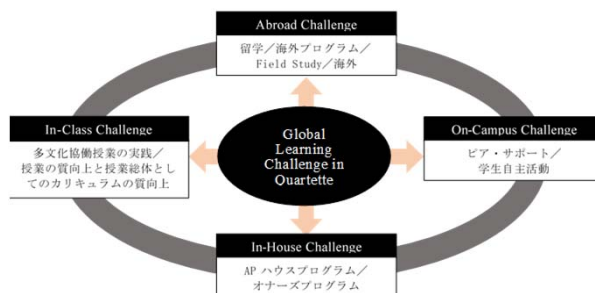 Abroad Challenge
留学／海外プログラム／
Field Study／海外
In-Class Challenge
多文化協働授業の実践／
授業の質向上と授業総体とし
てのカリキュラムの質向上
Global
Learning
Challenge in
Quartette
On-Campus Challenge
ピア・サポート／
学生自主活動
In-House Challenge
AP ハウスプログラム／
オナーズプログラム